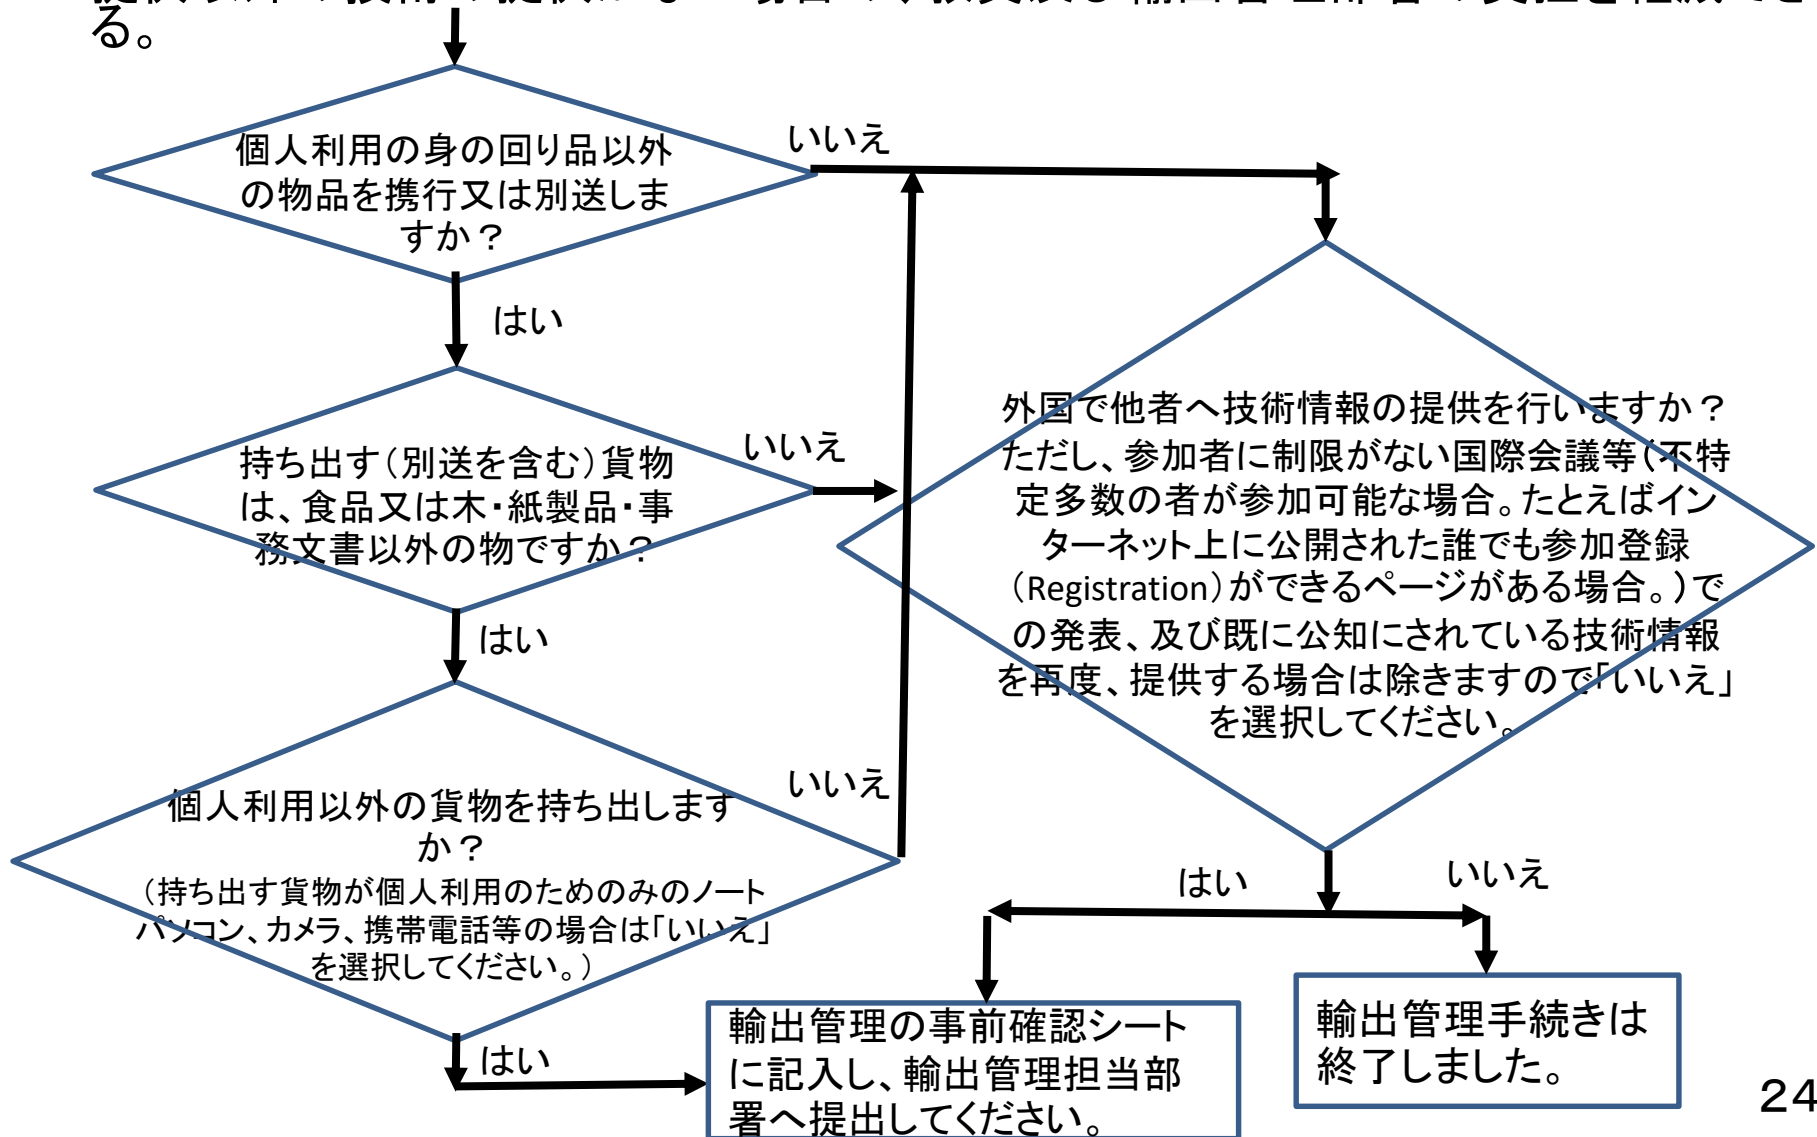 る。
個人利用の身の回り品以外
の物品を携行又は別送しま
すか？
いいえ
はい
持ち出す（別送を含む）貨物
は、食品又は木・紙製品・事
務文書以外の物ですか？
いいえ
はい
個人利用以外の貨物を持ち出します
か？
（持ち出す貨物が個人利用のためのみのノート
パソコン、カメラ、携帯電話等の場合は「いいえ」
を選択してください。）
いいえ
はい
外国で他者へ技術情報の提供を行いますか？
ただし、参加者に制限がない国際会議等（不特
定多数の者が参加可能な場合。たとえばイン
ターネット上に公開された誰でも参加登録
（Registration）ができるページがある場合。）で
の発表、及び既に公知にされている技術情報
を再度、提供する場合は除きますので「いいえ」
を選択してください。
はい
いいえ
輸出管理の事前確認シート
に記入し、輸出管理担当部
署へ提出してください。
輸出管理手続きは
終了しました。
24